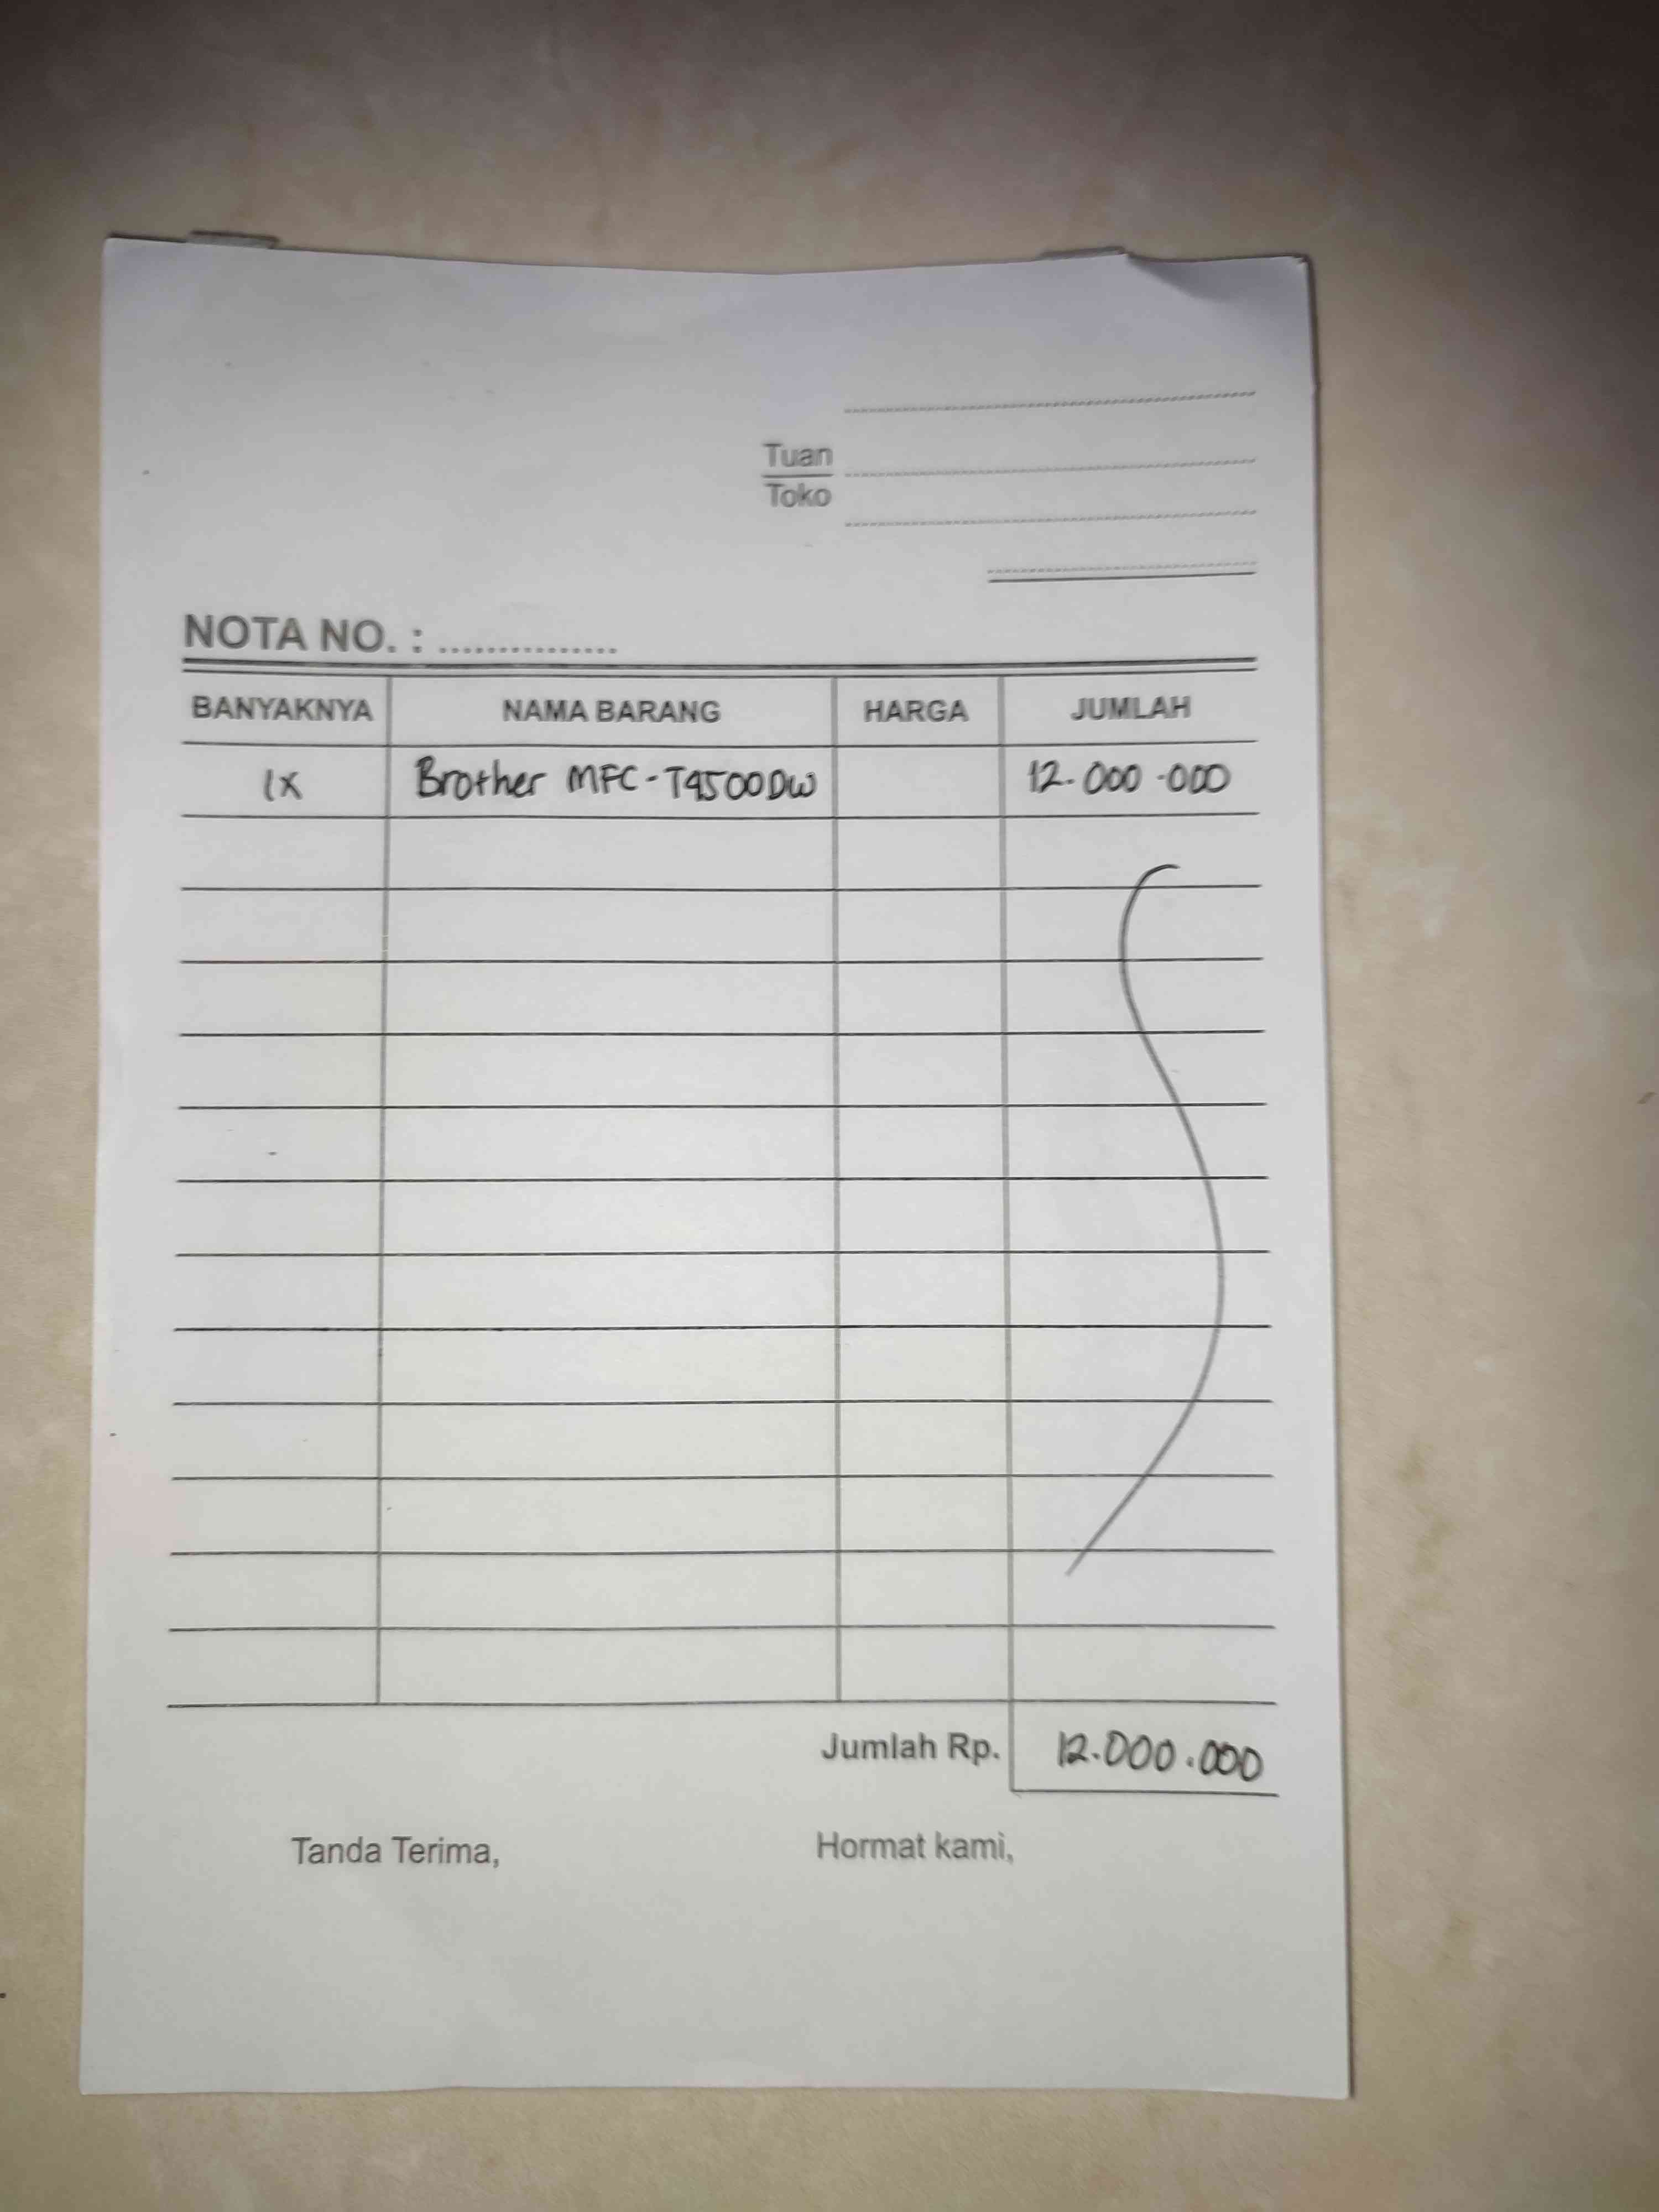 Tuan
Toko
NOTA NO. : ...............
BANYAKNYA NAMA BARANG HARGA JUMLAH
1x Brother MFC-T4500DW 12.000.000
Jumlah Rp. 12.000.000
Tanda Terima, Hormat kami,